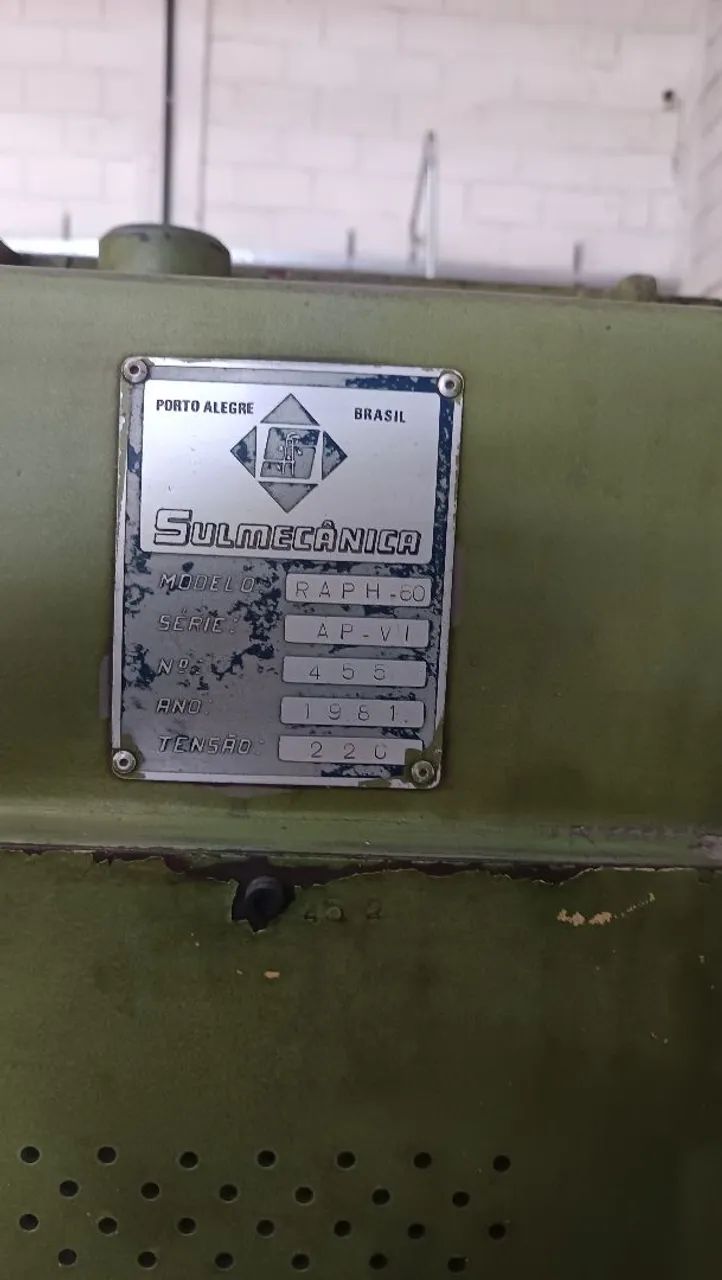 PORTO ALEGRE BRASIL
SULMECÂNICA
MODELO: RAPH-60
SÉRIE: AP-VI
Nº: 455
ANO: 1981.
TENSÃO: 220